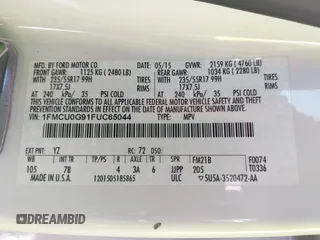 MFD. BY FORD MOTOR CO.
DATE: 05/15 GVWR: 2159 KG ( 4760 LB)
FRONT GAWR: 1125 KG ( 2480 LB) REAR GAWR: 1034 KG ( 2280 LB)
235/55R17 99H TIRES 235/55R17 99H TIRES
17X7.5J RIMS 17X7.5J RIMS
AT 240 kPa/ 35 PSI COLD AT 240 kPa/ 35 PSI COLD
THIS VEHICLE CONFORMS TO ALL APPLICABLE FEDERAL MOTOR VEHICLE SAFETY AND THEFT PREVENTION STANDARDS IN EFFECT ON THE DATE OF MANUFACTURE SHOWN ABOVE.
VIN: 1FMCU0G91FUC65044 TYPE: MPV
EXT PNT: YZ RC: 72 DSO:
WB INT TR TP/PS R AXLE TR SPR FM21B F0074
105 7B 4 3A 6 JJPP 205 T0336
1201505185865 ULC 5U5A-3520472-AA
DREAMBID